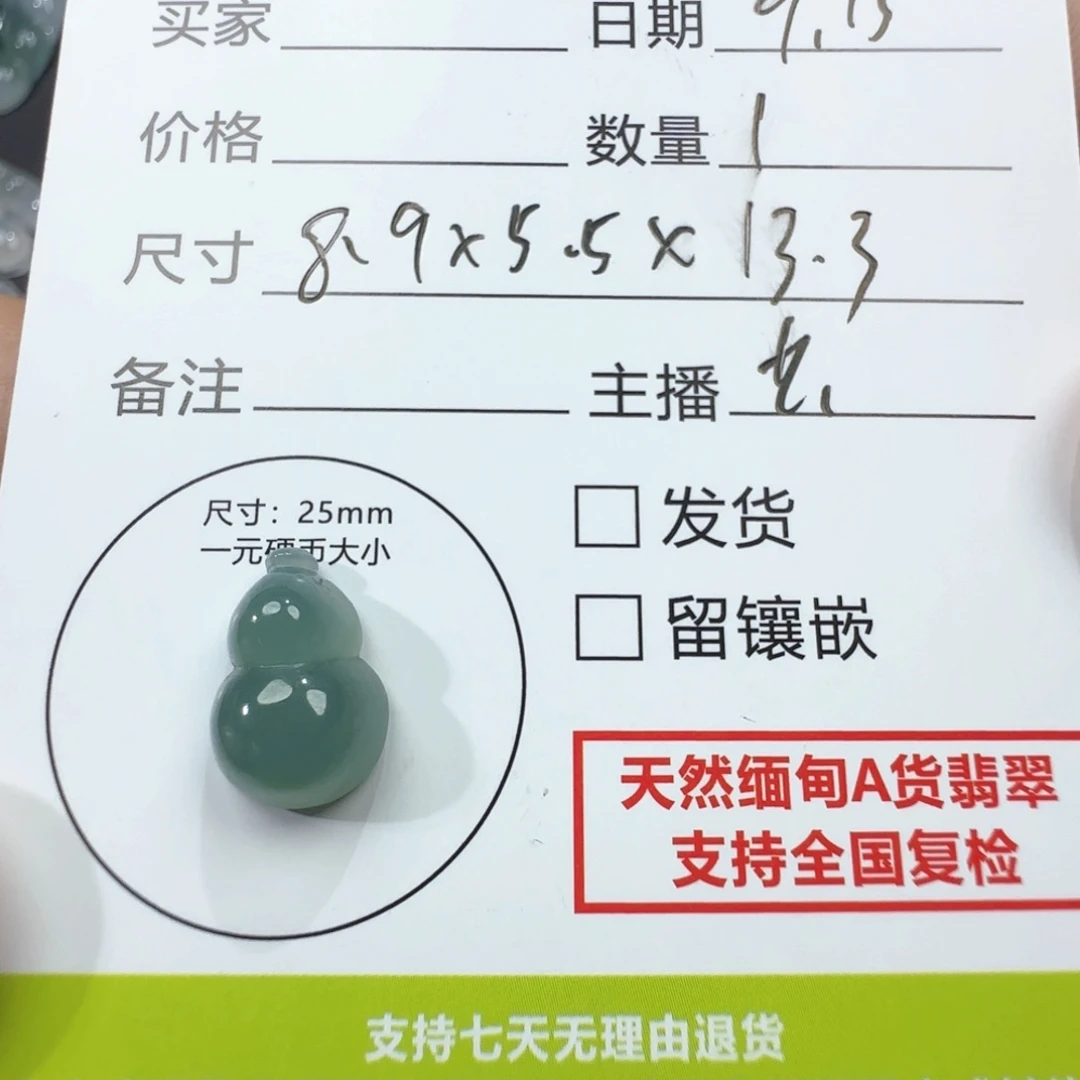 买家 日期 9.13
价格 数量 1
尺寸 8.9x5.5x13.3
备注 主播
尺寸：25mm
一元硬币大小
发货
留镶嵌
天然缅甸A货翡翠
支持全国复检
支持七天无理由退货